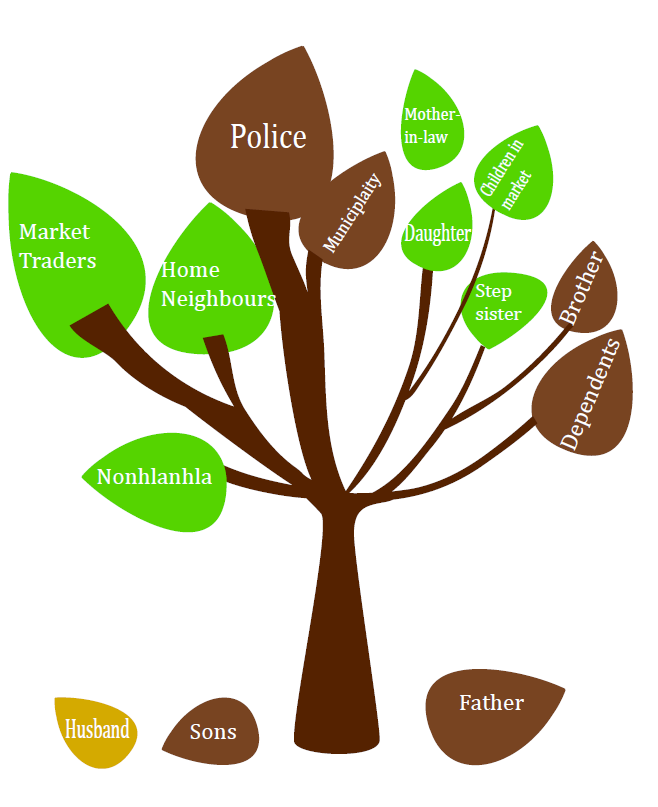 Police
Mother-
in-law
Children in
market
Municiplaity
Market
Traders
Home
Neighbours
Daughter
Step
sister
Brother
Dependents
Nonhlanhla
Husband
Sons
Father